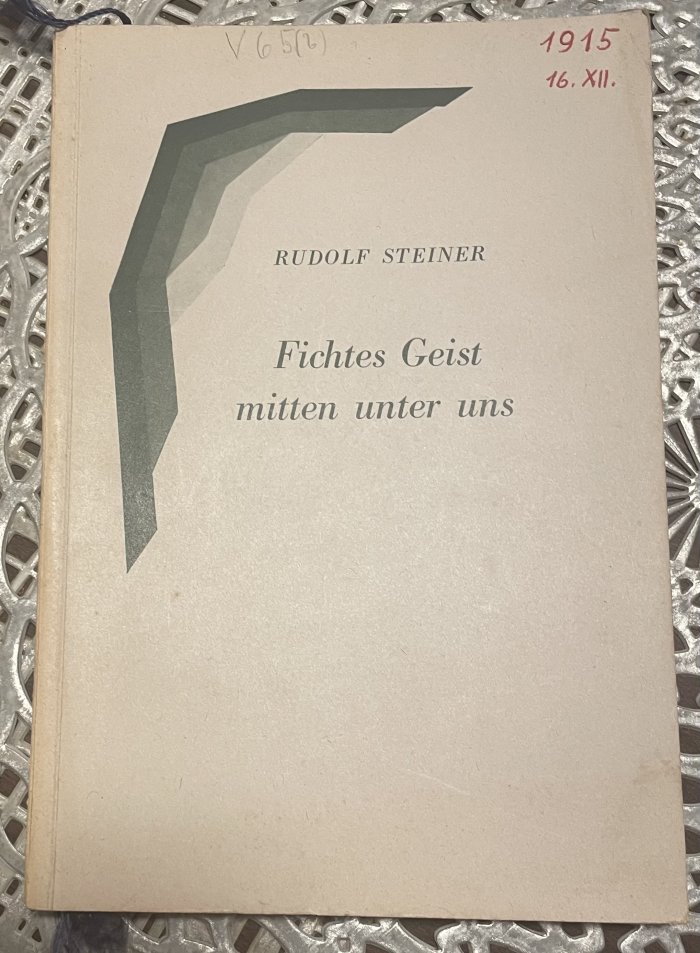 V 65(2)
1915
16. XII.
RUDOLF STEINER
Fichtes Geist
mitten unter uns